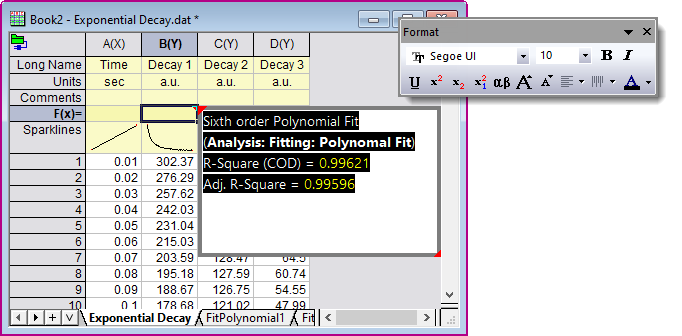 Book2 - Exponential Decay.dat *
A(X) B(Y) C(Y) D(Y)
Long Name Time Decay 1 Decay 2 Decay 3
Units sec a.u. a.u. a.u.
Comments
F(x)=
Sparklines
1 0.01 302.37
2 0.02 276.29
3 0.03 257.62
4 0.04 242.03
5 0.05 231.04
6 0.06 215.03
7 0.07 203.59 128.47 64.5
8 0.08 195.18 127.59 60.74
9 0.09 188.67 126.75 54.55
10 0.1 178.68 121.02 47.99
Exponential Decay FitPolynomial1 Fit
Sixth order Polynomial Fit
(Analysis: Fitting: Polynomal Fit)
R-Square (COD) = 0.99621
Adj. R-Square = 0.99596
Format
Segoe UI 10 B I
U x² x₂ x²₁ αβ A A A